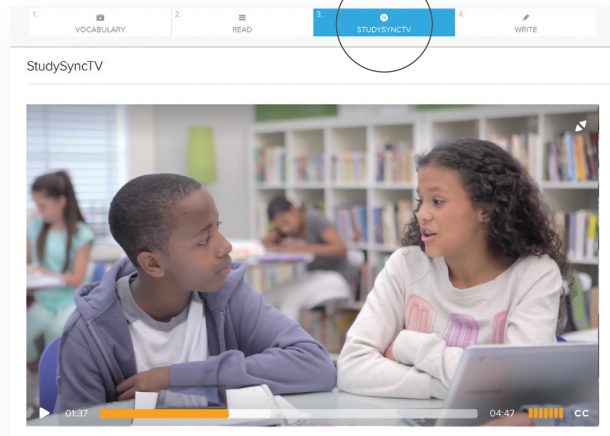 1. VOCABULARY
2. READ
3. STUDYSYNCTV
4. WRITE
StudySyncTV
01:37 04:47 CC